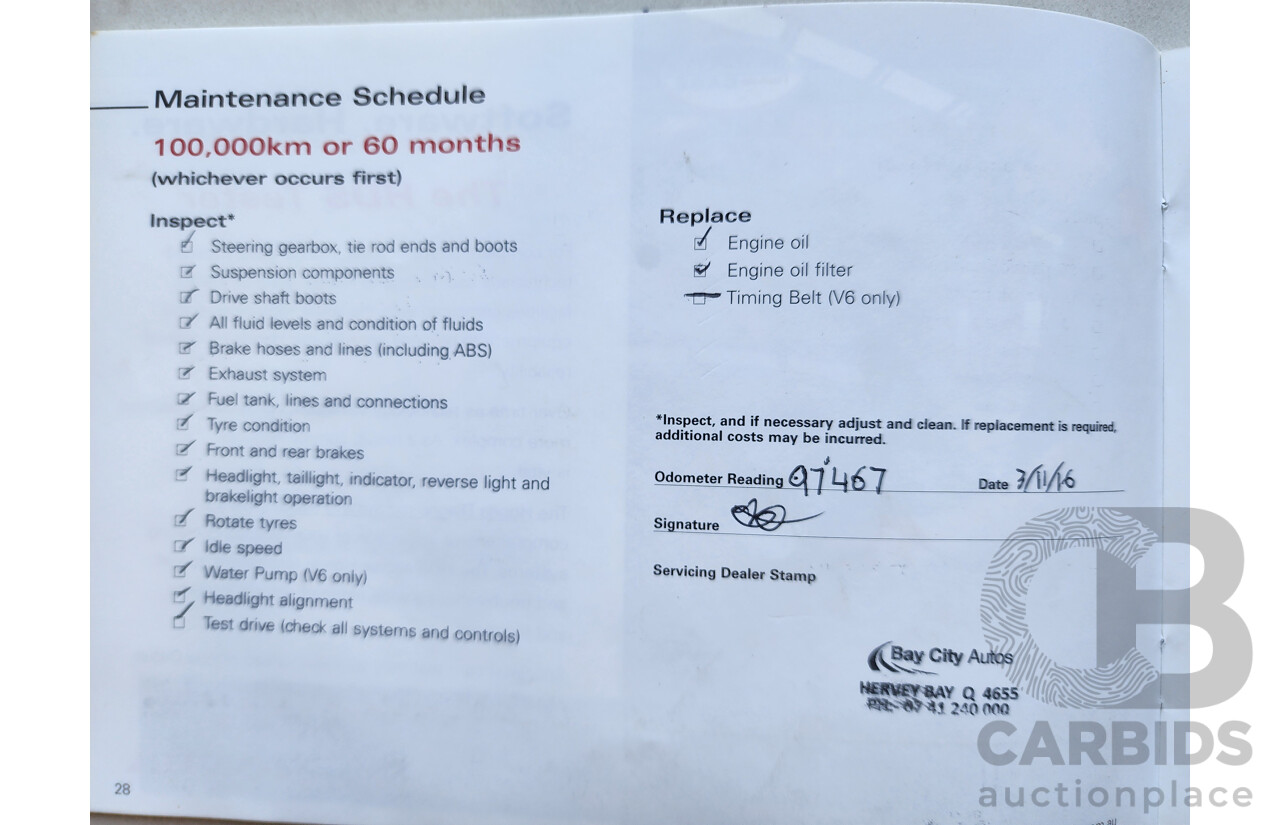 Maintenance Schedule
100,000km or 60 months
(whichever occurs first)
Inspect*
Steering gearbox, tie rod ends and boots
Suspension components
Drive shaft boots
All fluid levels and condition of fluids
Brake hoses and lines (including ABS)
Exhaust system
Fuel tank, lines and connections
Tyre condition
Front and rear brakes
Headlight, taillight, indicator, reverse light and
brakelight operation
Rotate tyres
Idle speed
Water Pump (V6 only)
Headlight alignment
Test drive (check all systems and controls)
28
Replace
Engine oil
Engine oil filter
Timing Belt (V6 only)
*Inspect, and if necessary adjust and clean. If replacement is required,
additional costs may be incurred.
Odometer Reading 97'467 Date 3/11/16
Signature
Servicing Dealer Stamp
Bay City Autos
HERVEY BAY Q 4655
PH:- 07 41 240 000
CB
CARBIDS
auctionplace